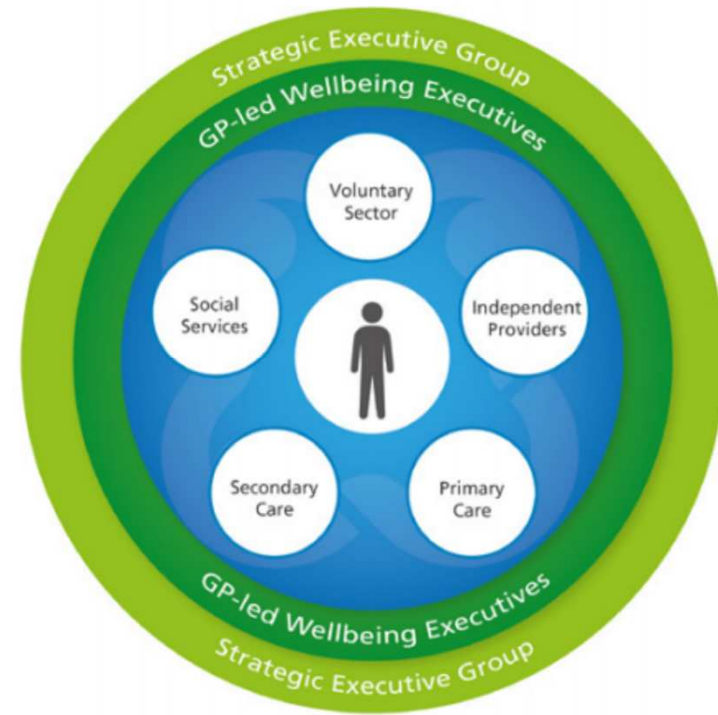 Strategic Executive Group
GP-led Wellbeing Executives
Voluntary
Sector
Social
Services
Independent
Providers
Secondary
Care
Primary
Care
GP-led Wellbeing Executives
Strategic Executive Group